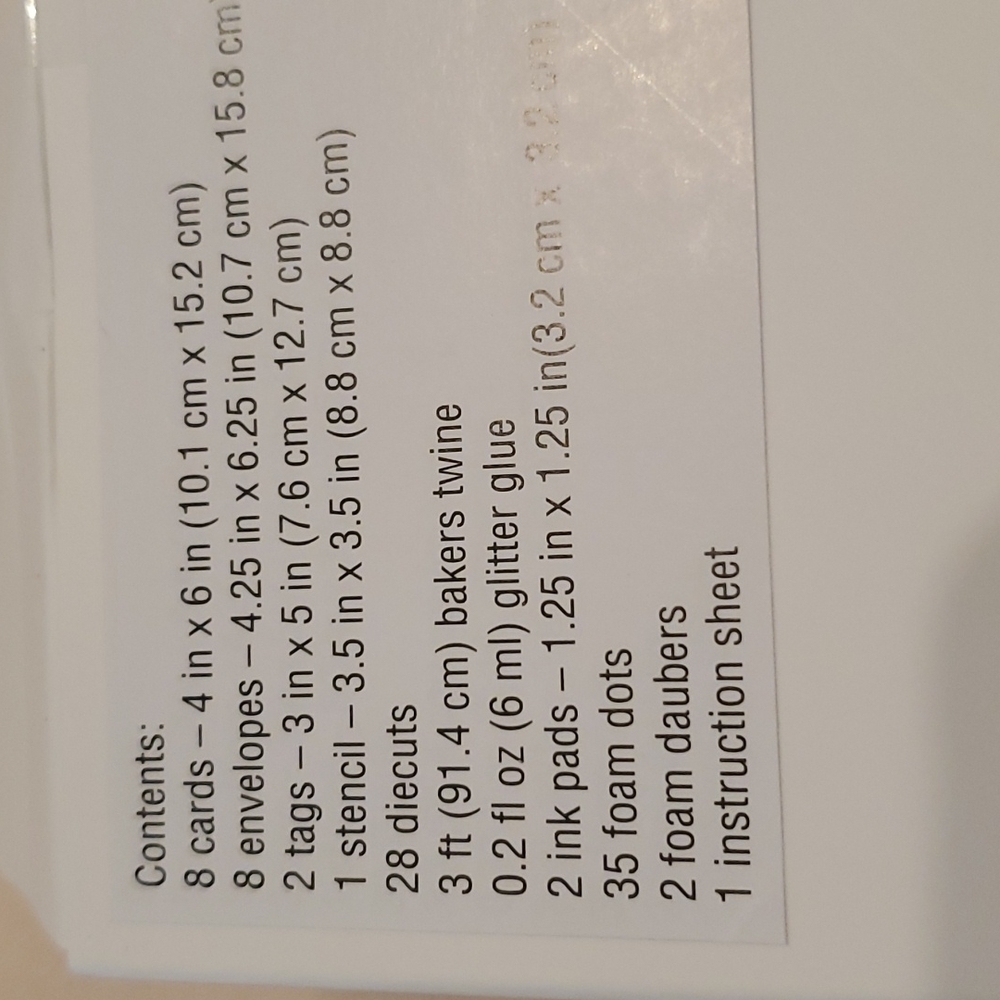 Contents:
8 cards – 4 in x 6 in (10.1 cm x 15.2 cm)
8 envelopes – 4.25 in x 6.25 in (10.7 cm x 15.8 cm)
2 tags – 3 in x 5 in (7.6 cm x 12.7 cm)
1 stencil – 3.5 in x 3.5 in (8.8 cm x 8.8 cm)
28 diecuts
3 ft (91.4 cm) bakers twine
0.2 fl oz (6 ml) glitter glue
2 ink pads – 1.25 in x 1.25 in(3.2 cm x 3.2 cm
35 foam dots
2 foam daubers
1 instruction sheet